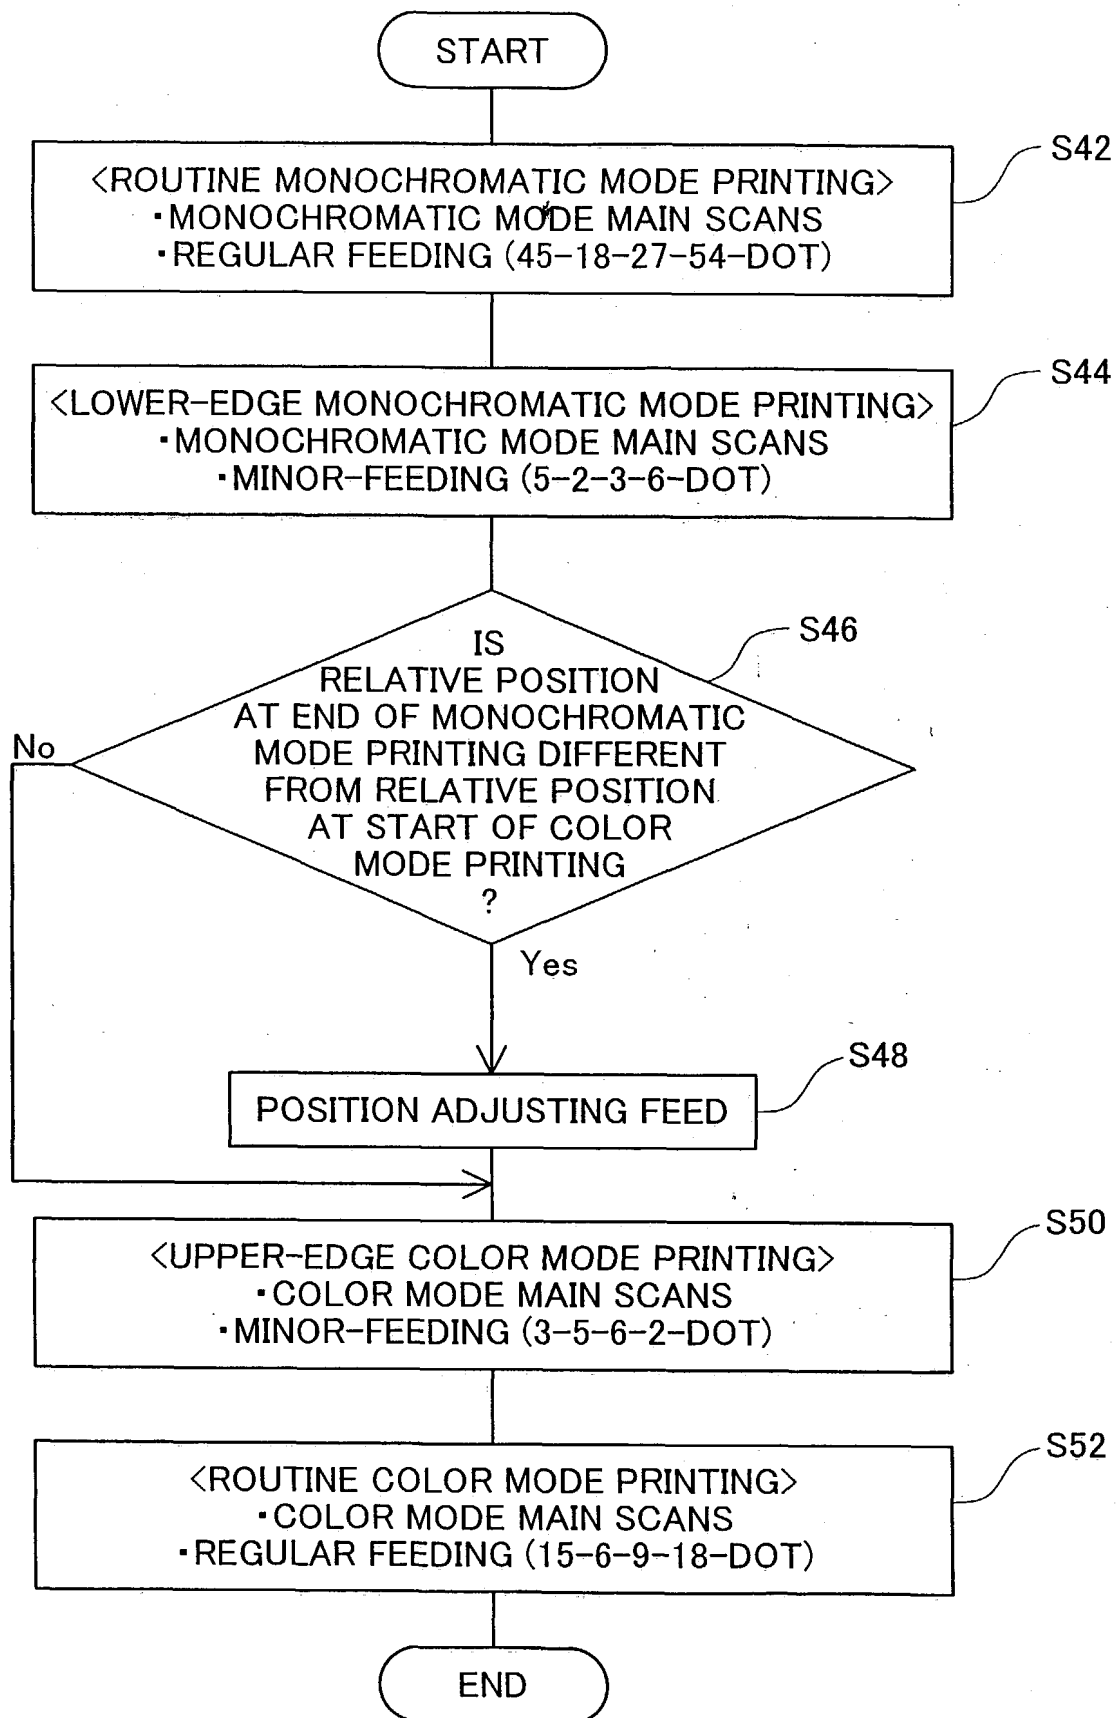 START
S42
<ROUTINE MONOCHROMATIC MODE PRINTING>
・MONOCHROMATIC MODE MAIN SCANS
・REGULAR FEEDING (45-18-27-54-DOT)
S44
<LOWER-EDGE MONOCHROMATIC MODE PRINTING>
・MONOCHROMATIC MODE MAIN SCANS
・MINOR-FEEDING (5-2-3-6-DOT)
S46
IS
RELATIVE POSITION
AT END OF MONOCHROMATIC
MODE PRINTING DIFFERENT
FROM RELATIVE POSITION
AT START OF COLOR
MODE PRINTING
?
No
Yes
S48
POSITION ADJUSTING FEED
S50
<UPPER-EDGE COLOR MODE PRINTING>
・COLOR MODE MAIN SCANS
・MINOR-FEEDING (3-5-6-2-DOT)
S52
<ROUTINE COLOR MODE PRINTING>
・COLOR MODE MAIN SCANS
・REGULAR FEEDING (15-6-9-18-DOT)
END